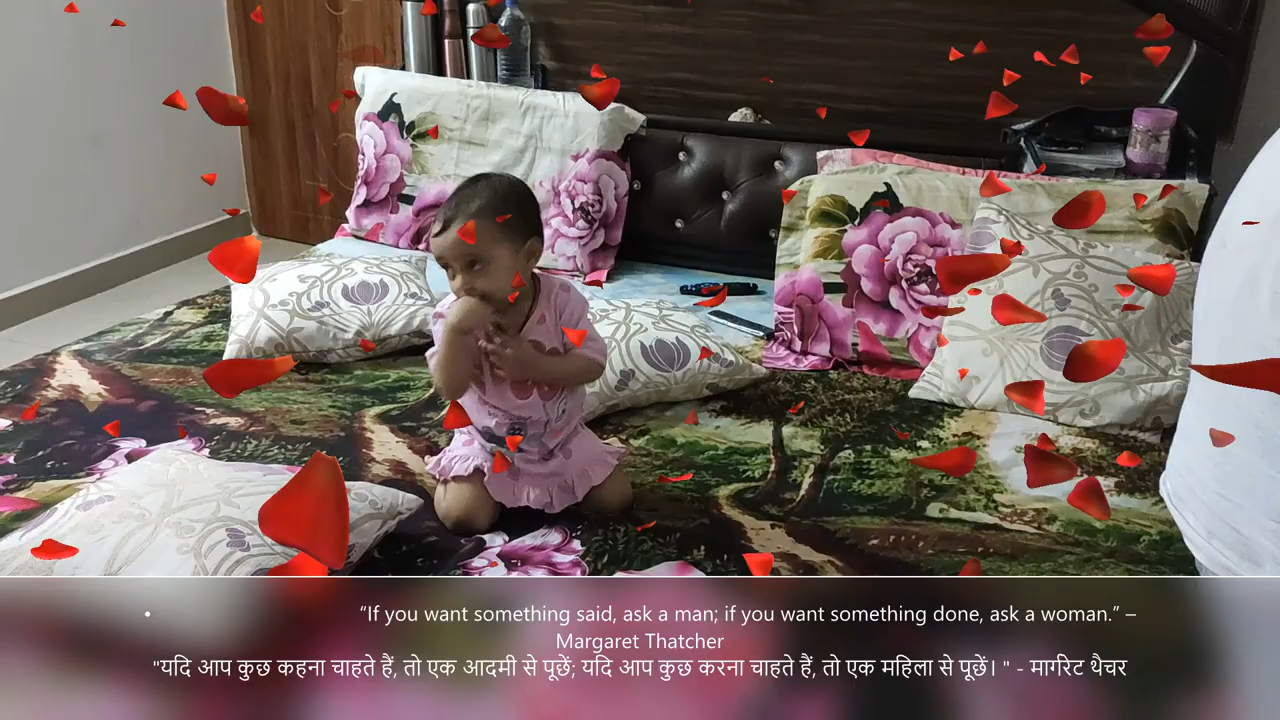 • “If you want something said, ask a man; if you want something done, ask a woman.” –
Margaret Thatcher
"यदि आप कुछ कहना चाहते हैं, तो एक आदमी से पूछें; यदि आप कुछ करना चाहते हैं, तो एक महिला से पूछें। " - मार्गरेट थैचर